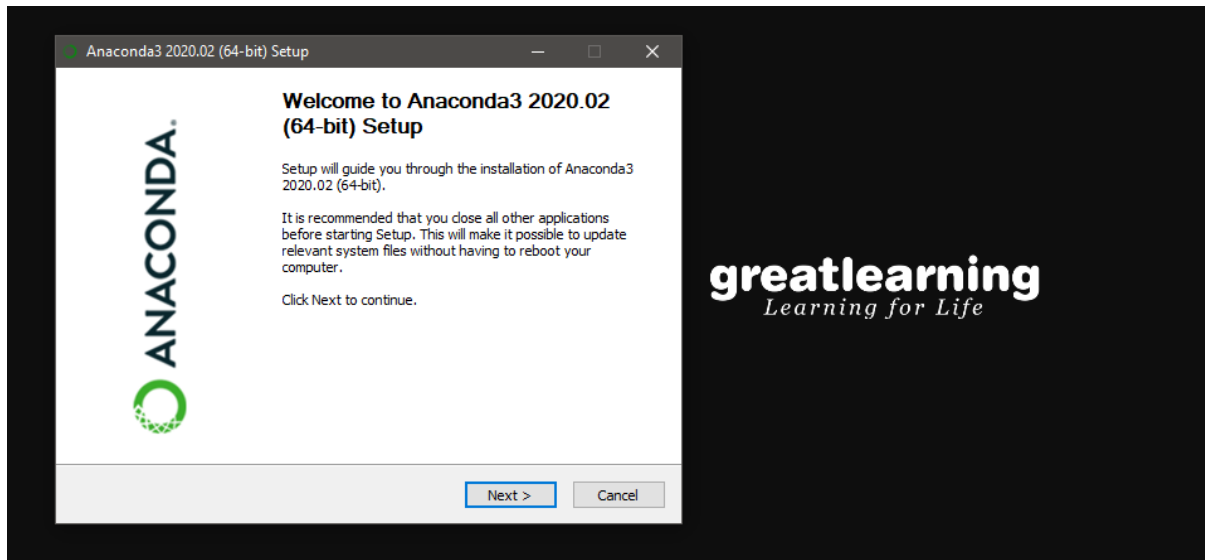 Anaconda3 2020.02 (64-bit) Setup
Welcome to Anaconda3 2020.02
(64-bit) Setup
Setup will guide you through the installation of Anaconda3
2020.02 (64-bit).
It is recommended that you close all other applications
before starting Setup. This will make it possible to update
relevant system files without having to reboot your
computer.
Click Next to continue.
ANACONDA.
Next >
Cancel
greatlearning
Learning for Life